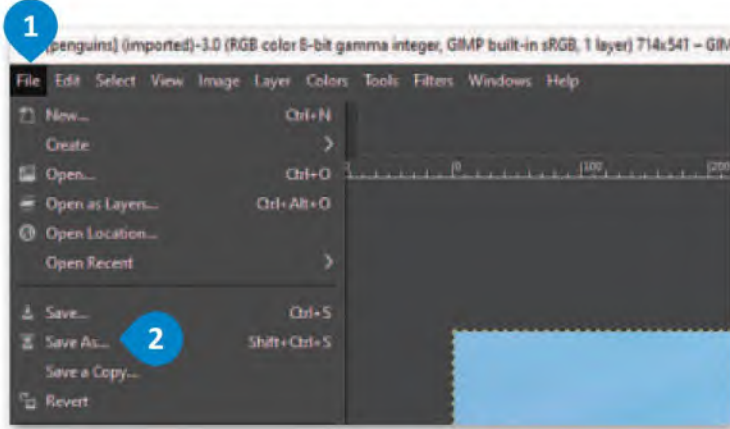 1
[penguins] (imported)-3.0 (RGB color 8-bit gamma integer, GIMP built-in sRGB, 1 layer) 714x541 – GIM
File Edit Select View Image Layer Colors Tools Filters Windows Help
New... Ctrl+N
Create >
Open... Ctrl+O
Open as Layers... Ctrl+Alt+O
Open Location...
Open Recent >
0 100 200
Save... Ctrl+S
Save As... 2 Shift+Ctrl+S
Save a Copy...
Revert